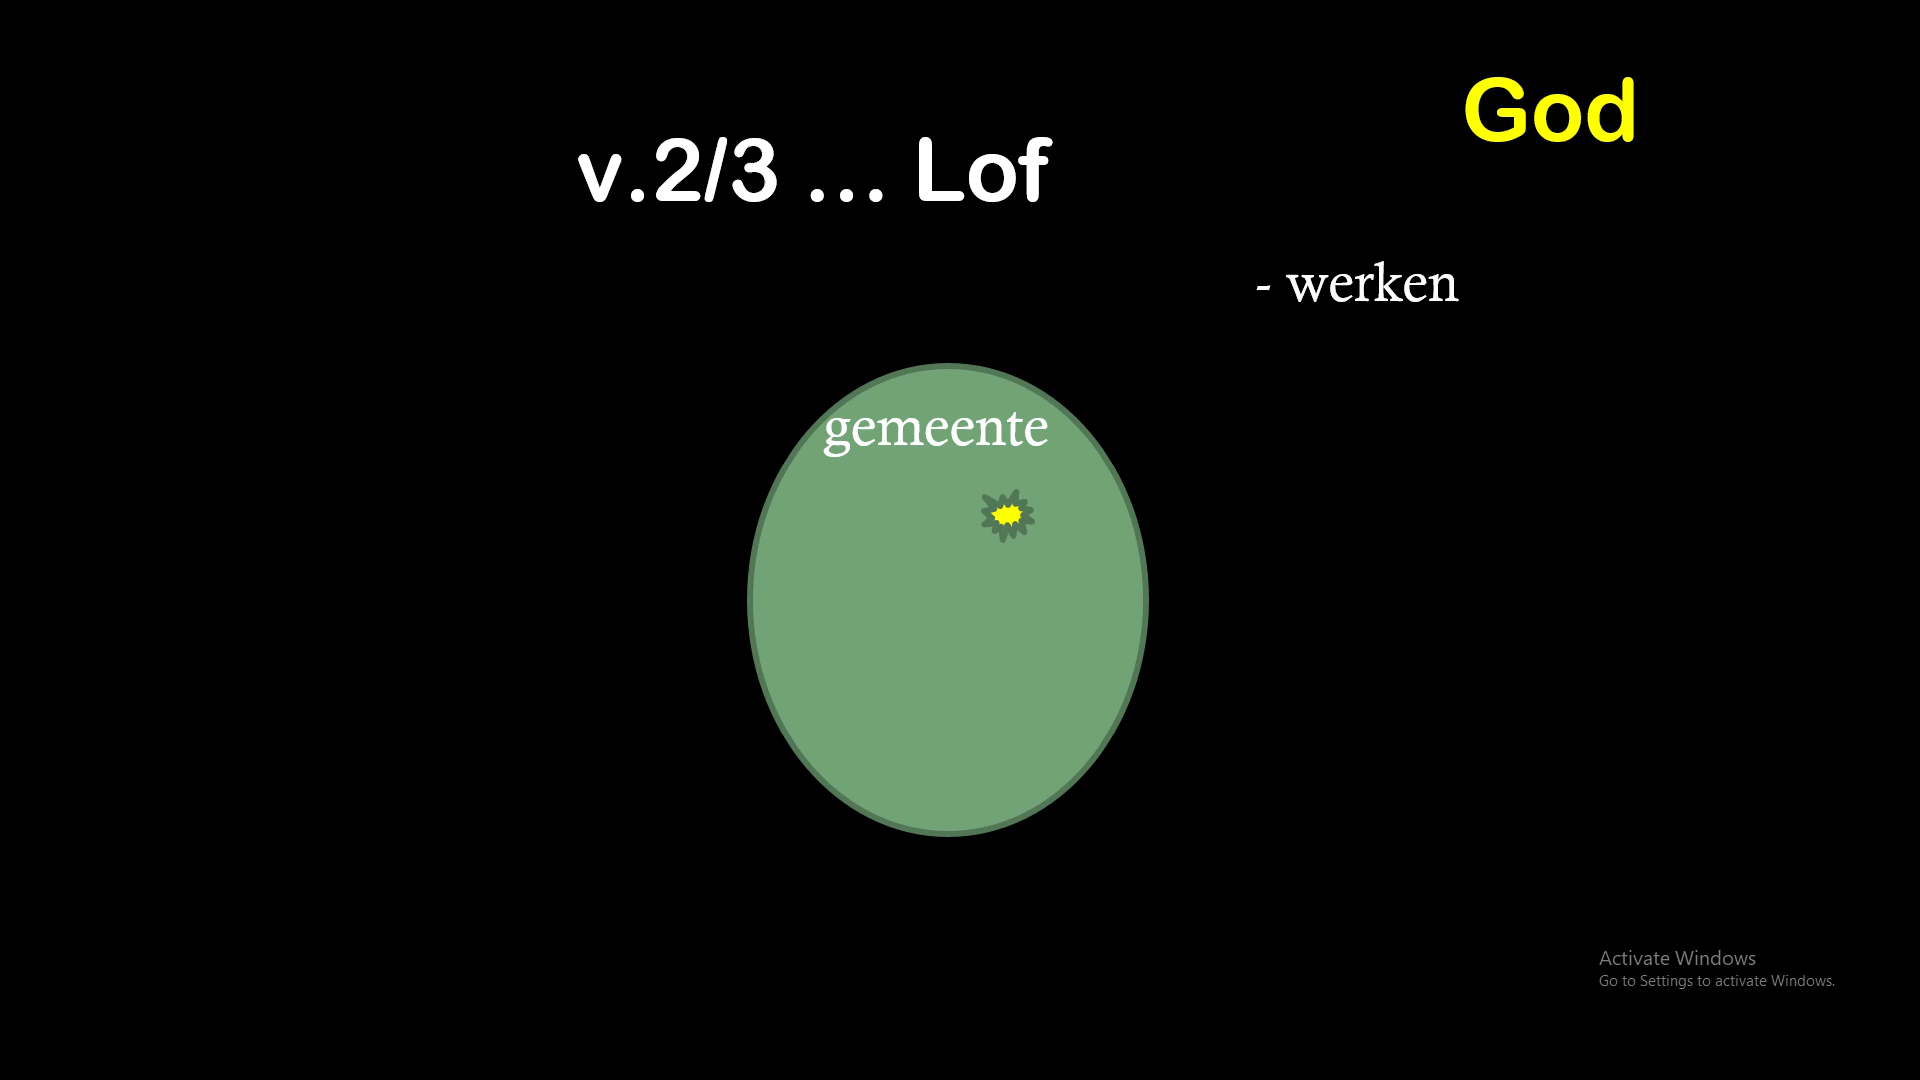 God
v.2/3 ... Lof
- werken
gemeente
Activate Windows
Go to Settings to activate Windows.